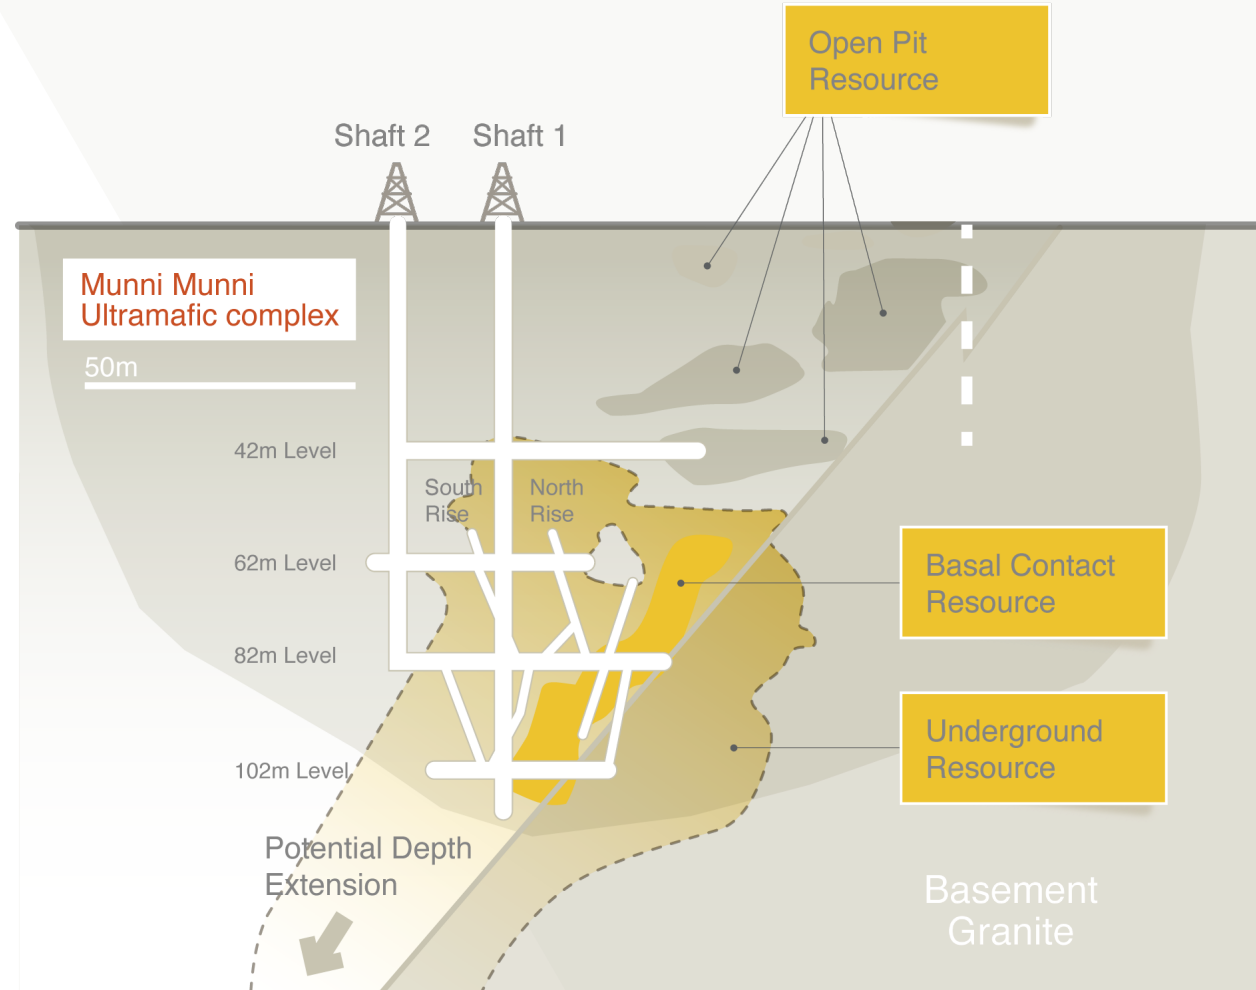 Open Pit
Resource
Shaft 2
Shaft 1
Munni Munni
Ultramafic complex
50m
42m Level
South
Rise
North
Rise
62m Level
Basal Contact
Resource
82m Level
Underground
Resource
102m Level
Potential Depth
Extension
Basement
Granite